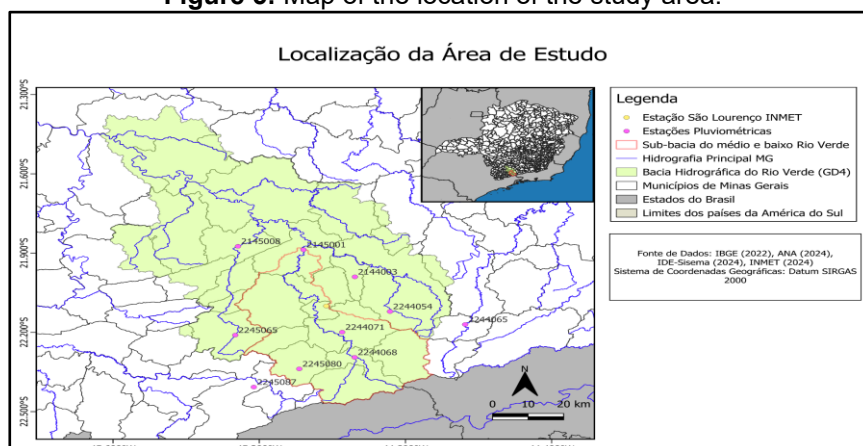 Figure 3. Map of the location of the study area.
Localização da Área de Estudo
21.300°S
21.600°S
21.900°S
22.200°S
22.500°S
2145008
2145001
2144003
2244054
2244065
2245065
2244071
2244068
2245080
2245087
N
0 10 20 km
Legenda
Estação São Lourenço INMET
Estações Pluviométricas
Sub-bacia do médio e baixo Rio Verde
Hidrografia Principal MG
Bacia Hidrográfica do Rio Verde (GD4)
Municípios de Minas Gerais
Estados do Brasil
Limites dos países da América do Sul
Fonte de Dados: IBGE (2022), ANA (2024),
IDE-Sisema (2024), INMET (2024)
Sistema de Coordenadas Geográficas: Datum SIRGAS
2000